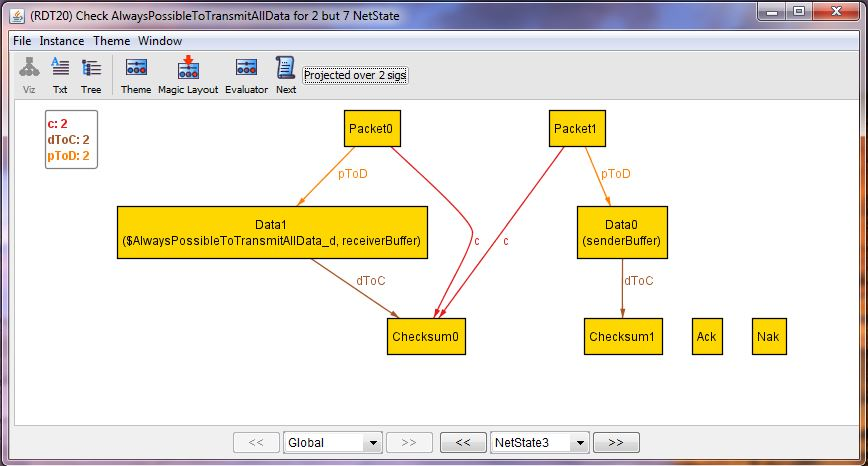 (RDT20) Check AlwaysPossibleToTransmitAllData for 2 but 7 NetState
File Instance Theme Window
Viz Txt Tree Theme Magic Layout Evaluator Next Projected over 2 sigs
c: 2
dToC: 2
pToD: 2
Packet0 Packet1
pToD pToD
Data1
($AlwaysPossibleToTransmitAllData_d, receiverBuffer)
Data0
(senderBuffer)
c c
dToC dToC
Checksum0 Checksum1 Ack Nak
<< Global >> << NetState3 >>